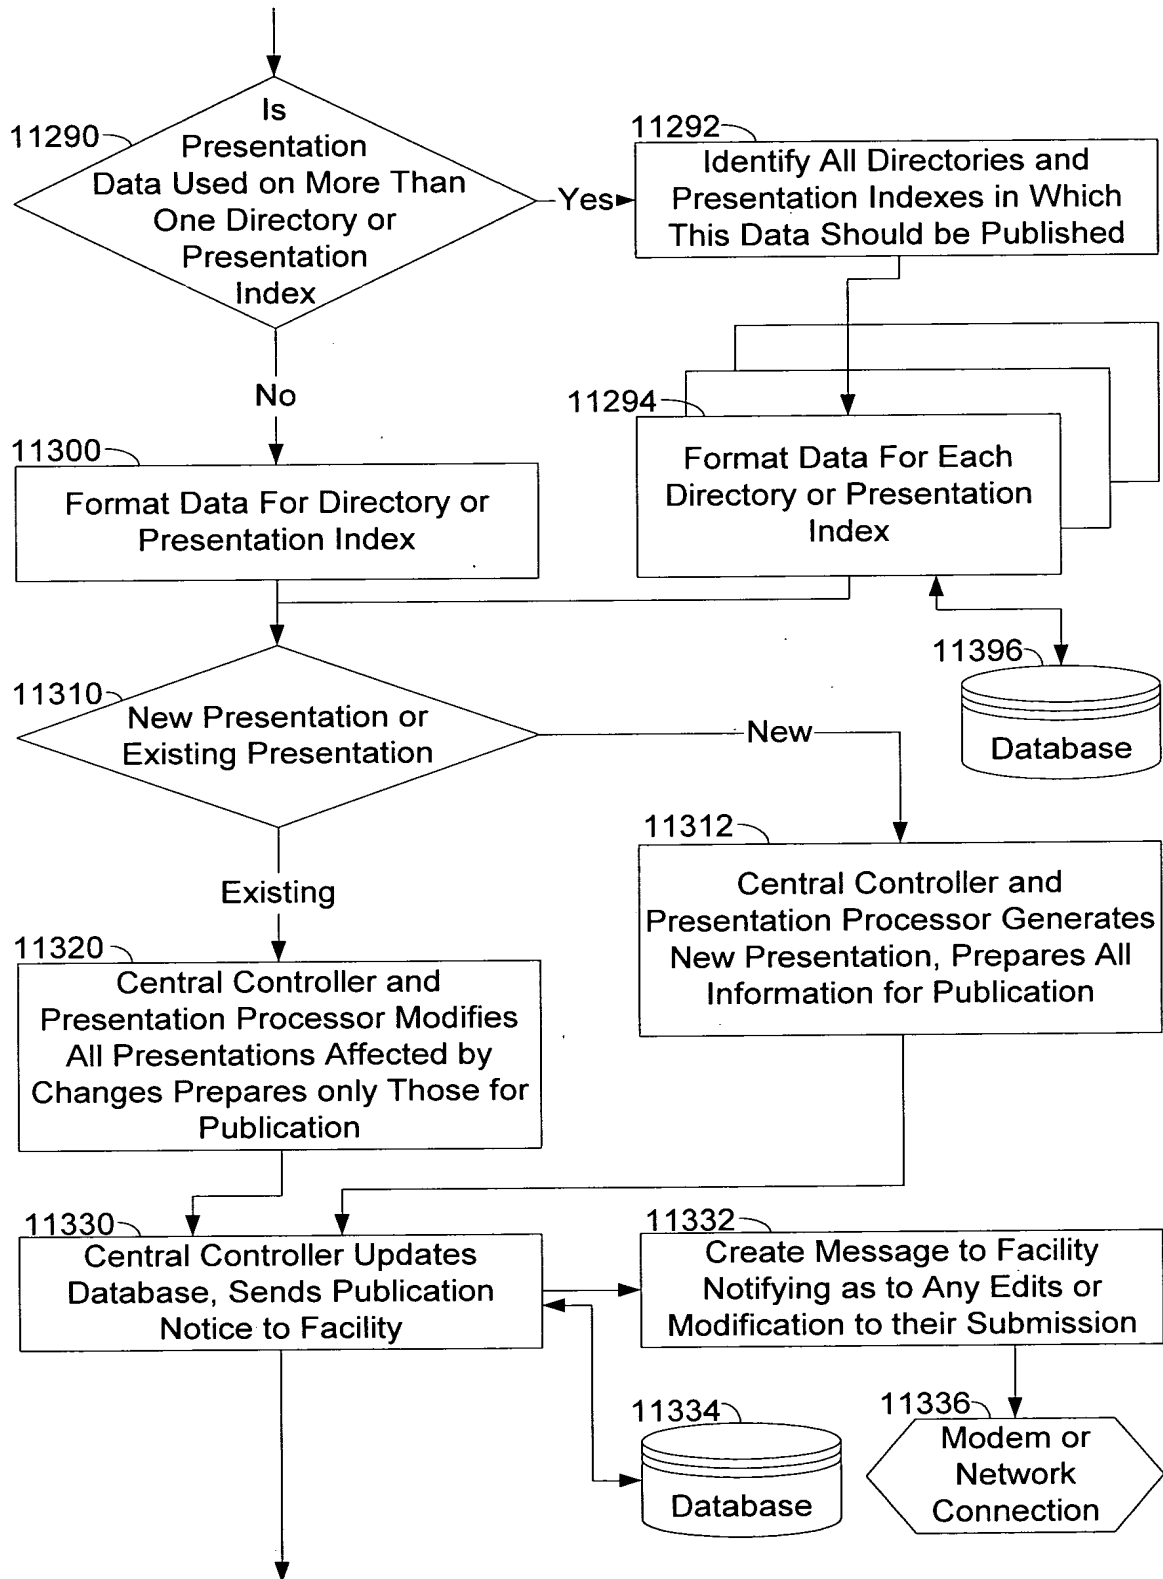 11290
Is
Presentation
Data Used on More Than
One Directory or
Presentation
Index
Yes
11292
Identify All Directories and
Presentation Indexes in Which
This Data Should be Published
No
11294
Format Data For Each
Directory or Presentation
Index
11300
Format Data For Directory or
Presentation Index
11396
Database
11310
New Presentation or
Existing Presentation
New
Existing
11312
Central Controller and
Presentation Processor Generates
New Presentation, Prepares All
Information for Publication
11320
Central Controller and
Presentation Processor Modifies
All Presentations Affected by
Changes Prepares only Those for
Publication
11330
Central Controller Updates
Database, Sends Publication
Notice to Facility
11332
Create Message to Facility
Notifying as to Any Edits or
Modification to their Submission
11334
Database
11336
Modem or
Network
Connection